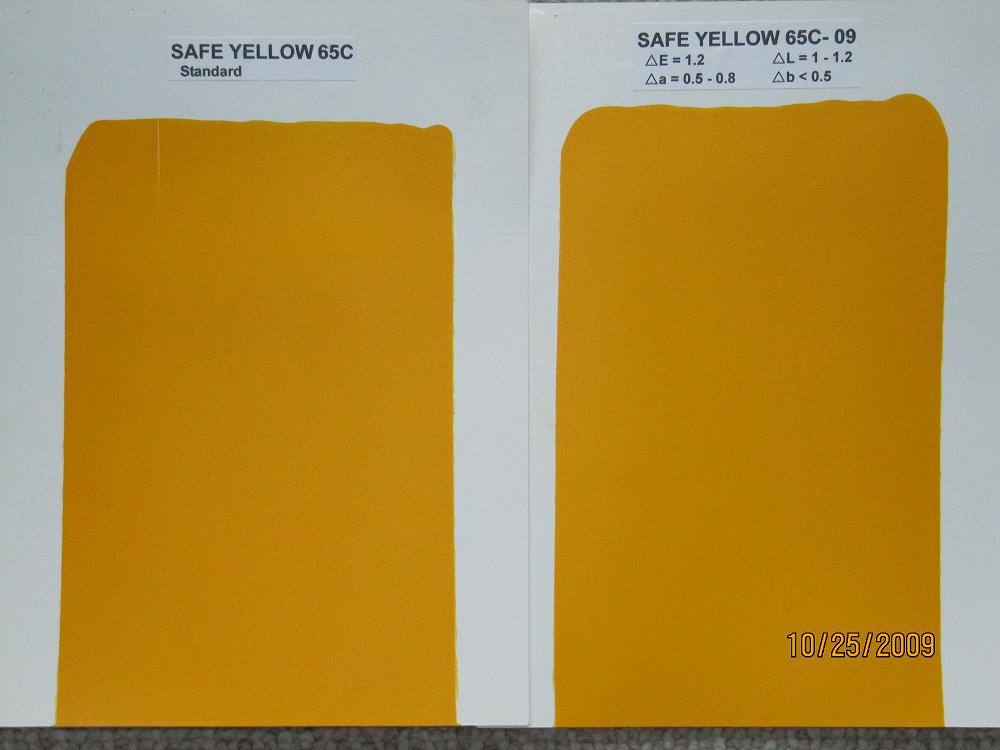 SAFE YELLOW 65C
Standard
SAFE YELLOW 65C- 09
△E = 1.2 △L = 1 - 1.2
△a = 0.5 - 0.8 △b < 0.5
10/25/2009